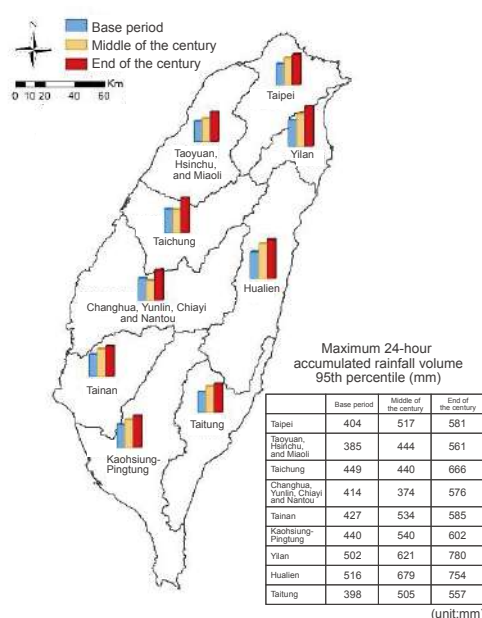 Base period
Middle of the century
End of the century
Km
0 10 20 40 60
Taipei
Taoyuan,
Hsinchu,
and Miaoli
Yilan
Taichung
Hualien
Changhua, Yunlin, Chiayi
and Nantou
Tainan
Taitung
Kaohsiung-
Pingtung
Maximum 24-hour
accumulated rainfall volume
95th percentile (mm)
Base period Middle of
the century End of
the century
Taipei 404 517 581
Taoyuan,
Hsinchu,
and Miaoli 385 444 561
Taichung 449 440 666
Changhua,
Yunlin, Chiayi
and Nantou 414 374 576
Tainan 427 534 585
Kaohsiung-
Pingtung 440 540 602
Yilan 502 621 780
Hualien 516 679 754
Taitung 398 505 557
(unit:mm)